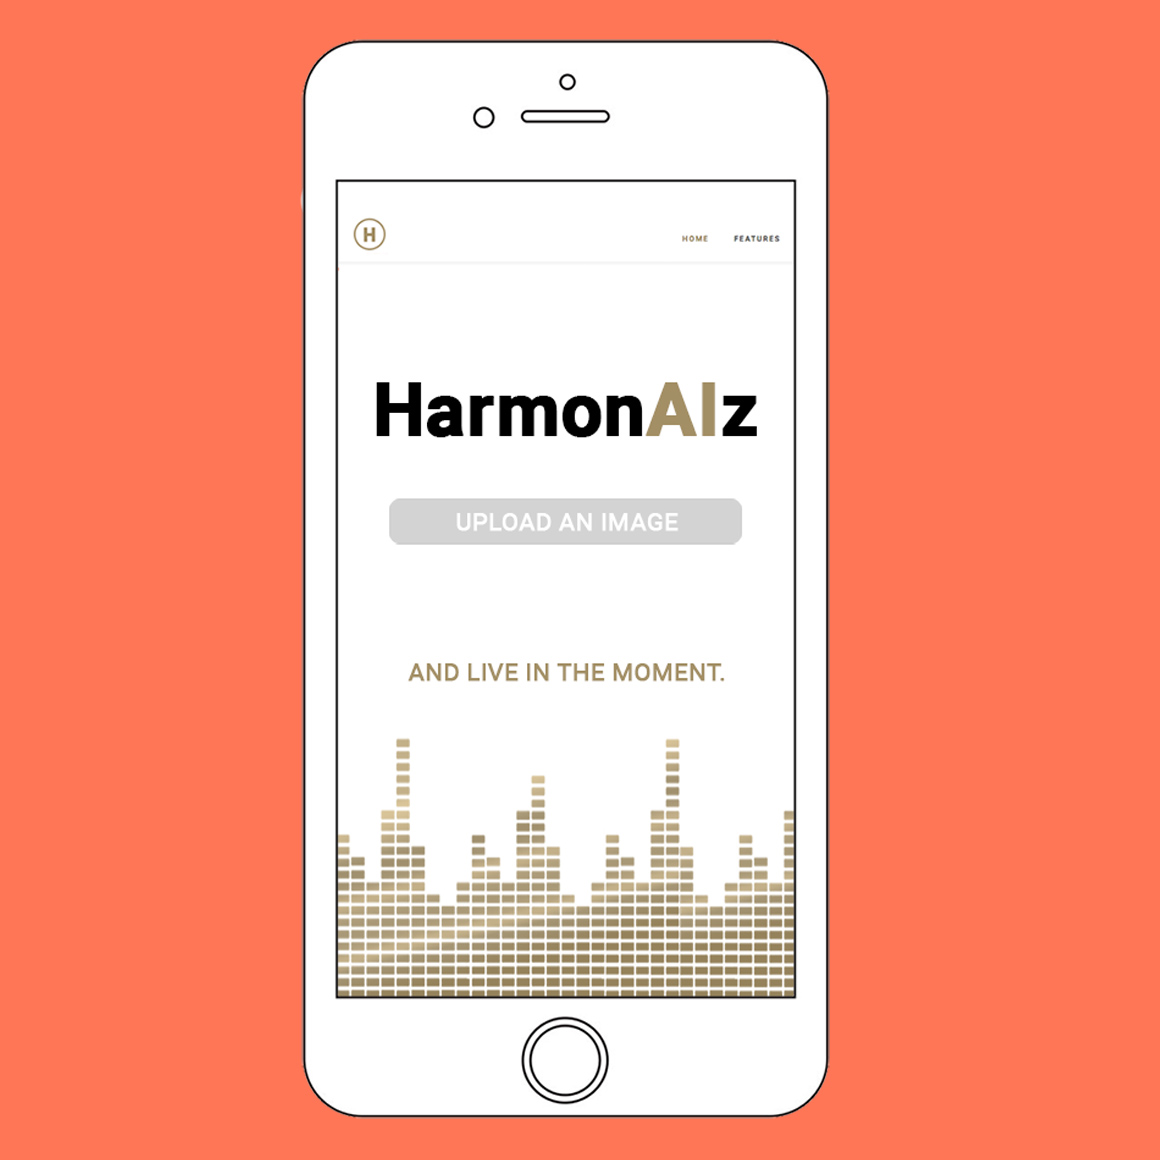 H
HOME FEATURES
HarmonAIz
UPLOAD AN IMAGE
AND LIVE IN THE MOMENT.